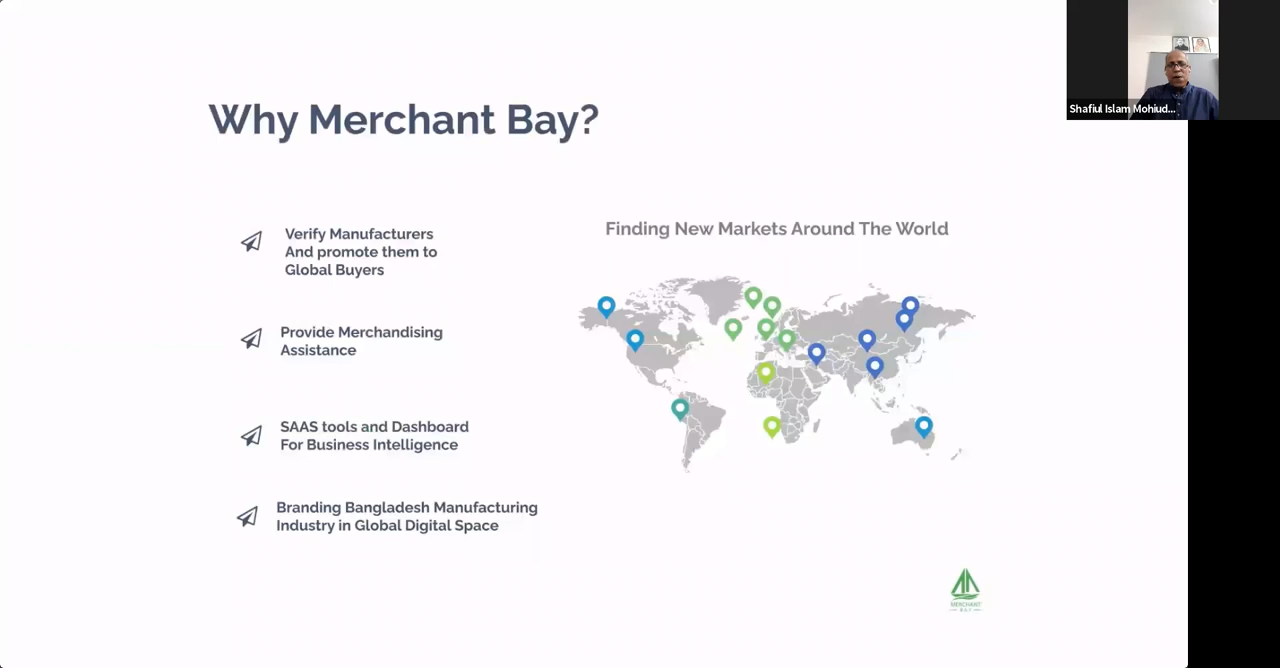 Why Merchant Bay?
Verify Manufacturers
And promote them to
Global Buyers
Provide Merchandising
Assistance
SAAS tools and Dashboard
For Business Intelligence
Branding Bangladesh Manufacturing
Industry in Global Digital Space
Finding New Markets Around The World
MERCHANT
BAY
Shafiul Islam Mohiud...